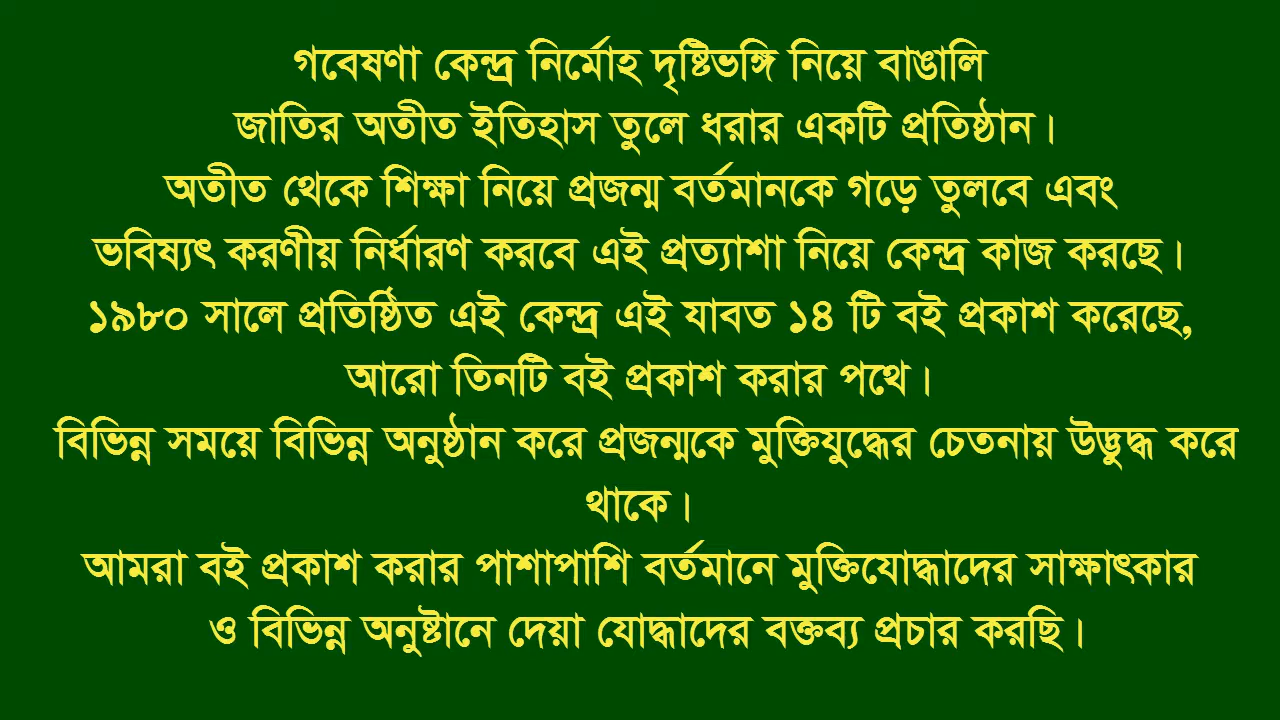 গবেষণা কেন্দ্র নির্মোহ দৃষ্টিভঙ্গি নিয়ে বাঙালি
জাতির অতীত ইতিহাস তুলে ধরার একটি প্রতিষ্ঠান।
অতীত থেকে শিক্ষা নিয়ে প্রজন্ম বর্তমানকে গড়ে তুলবে এবং
ভবিষ্যৎ করণীয় নির্ধারণ করবে এই প্রত্যাশা নিয়ে কেন্দ্র কাজ করছে।
১৯৮০ সালে প্রতিষ্ঠিত এই কেন্দ্র এই যাবত ১৪ টি বই প্রকাশ করেছে,
আরো তিনটি বই প্রকাশ করার পথে।
বিভিন্ন সময়ে বিভিন্ন অনুষ্ঠান করে প্রজন্মকে মুক্তিযুদ্ধের চেতনায় উদ্ভুদ্ধ করে
থাকে।
আমরা বই প্রকাশ করার পাশাপাশি বর্তমানে মুক্তিযোদ্ধাদের সাক্ষাৎকার
ও বিভিন্ন অনুষ্টানে দেয়া যোদ্ধাদের বক্তব্য প্রচার করছি।